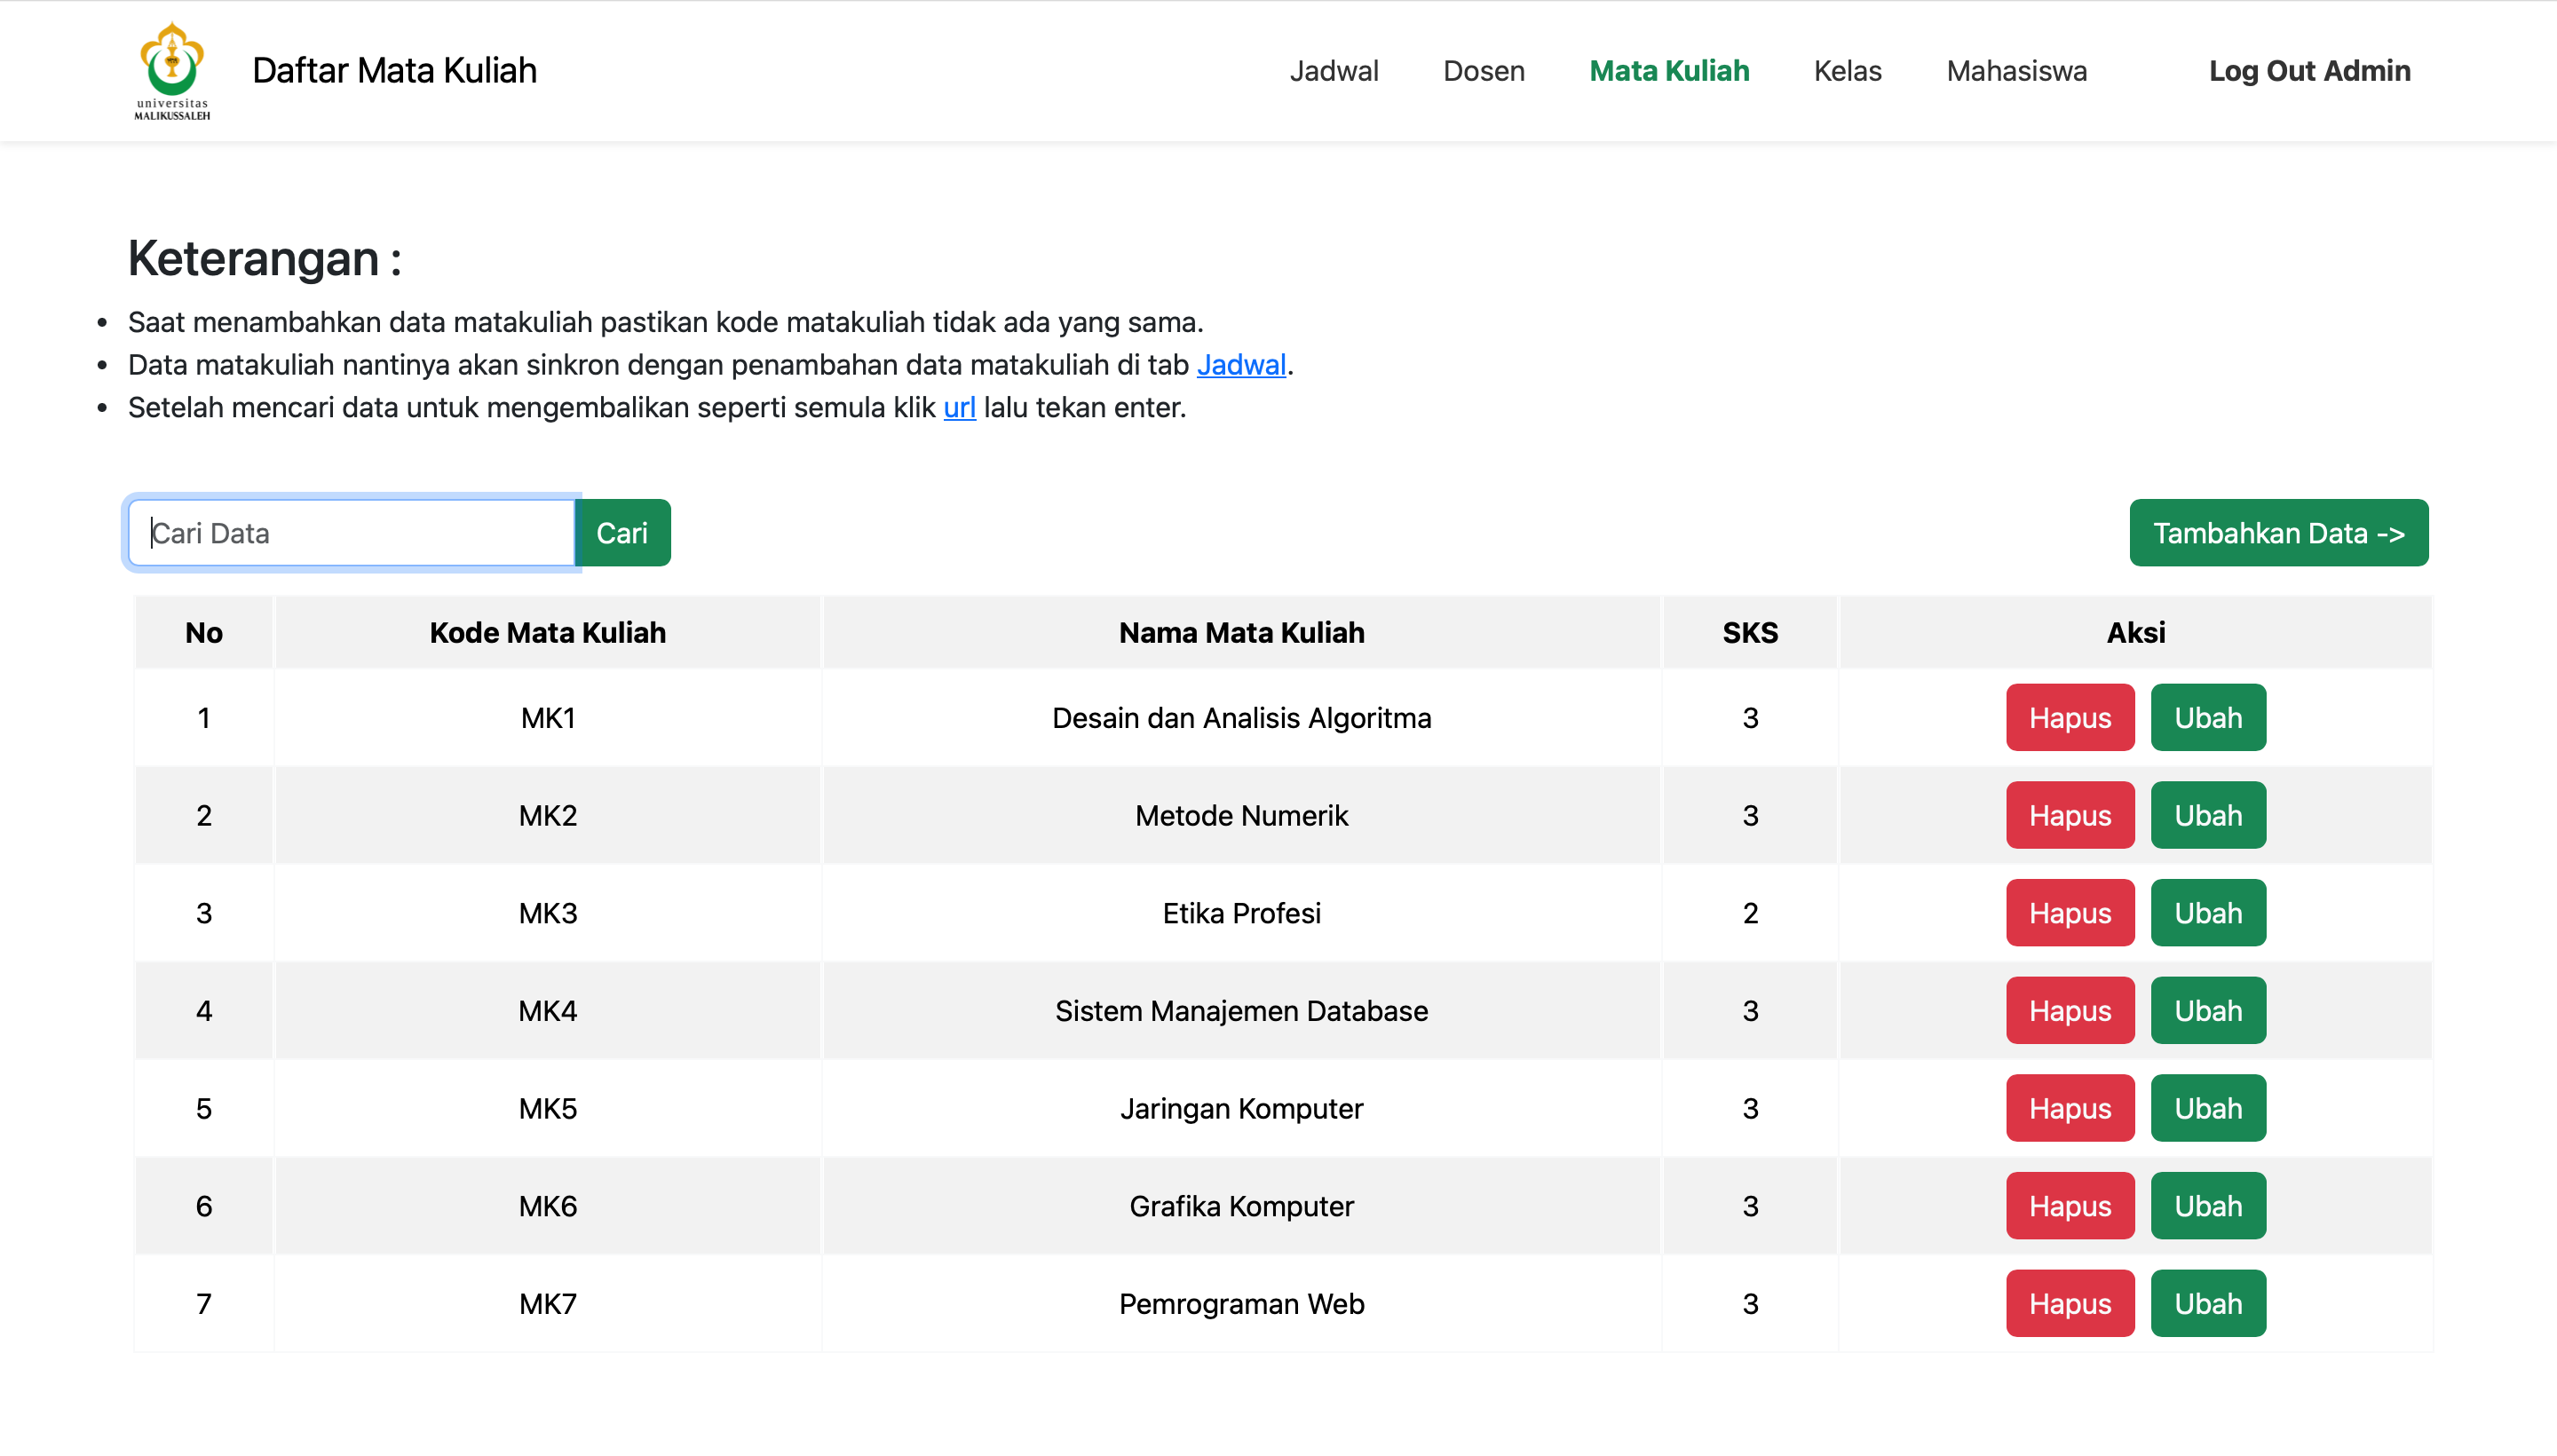 universitas
MALIKUSSALEH
Daftar Mata Kuliah
Jadwal Dosen Mata Kuliah Kelas Mahasiswa Log Out Admin
Keterangan :
• Saat menambahkan data matakuliah pastikan kode matakuliah tidak ada yang sama.
• Data matakuliah nantinya akan sinkron dengan penambahan data matakuliah di tab Jadwal.
• Setelah mencari data untuk mengembalikan seperti semula klik url lalu tekan enter.
Cari Data Cari Tambahkan Data ->
No Kode Mata Kuliah Nama Mata Kuliah SKS Aksi
1 MK1 Desain dan Analisis Algoritma 3 Hapus Ubah
2 MK2 Metode Numerik 3 Hapus Ubah
3 MK3 Etika Profesi 2 Hapus Ubah
4 MK4 Sistem Manajemen Database 3 Hapus Ubah
5 MK5 Jaringan Komputer 3 Hapus Ubah
6 MK6 Grafika Komputer 3 Hapus Ubah
7 MK7 Pemrograman Web 3 Hapus Ubah